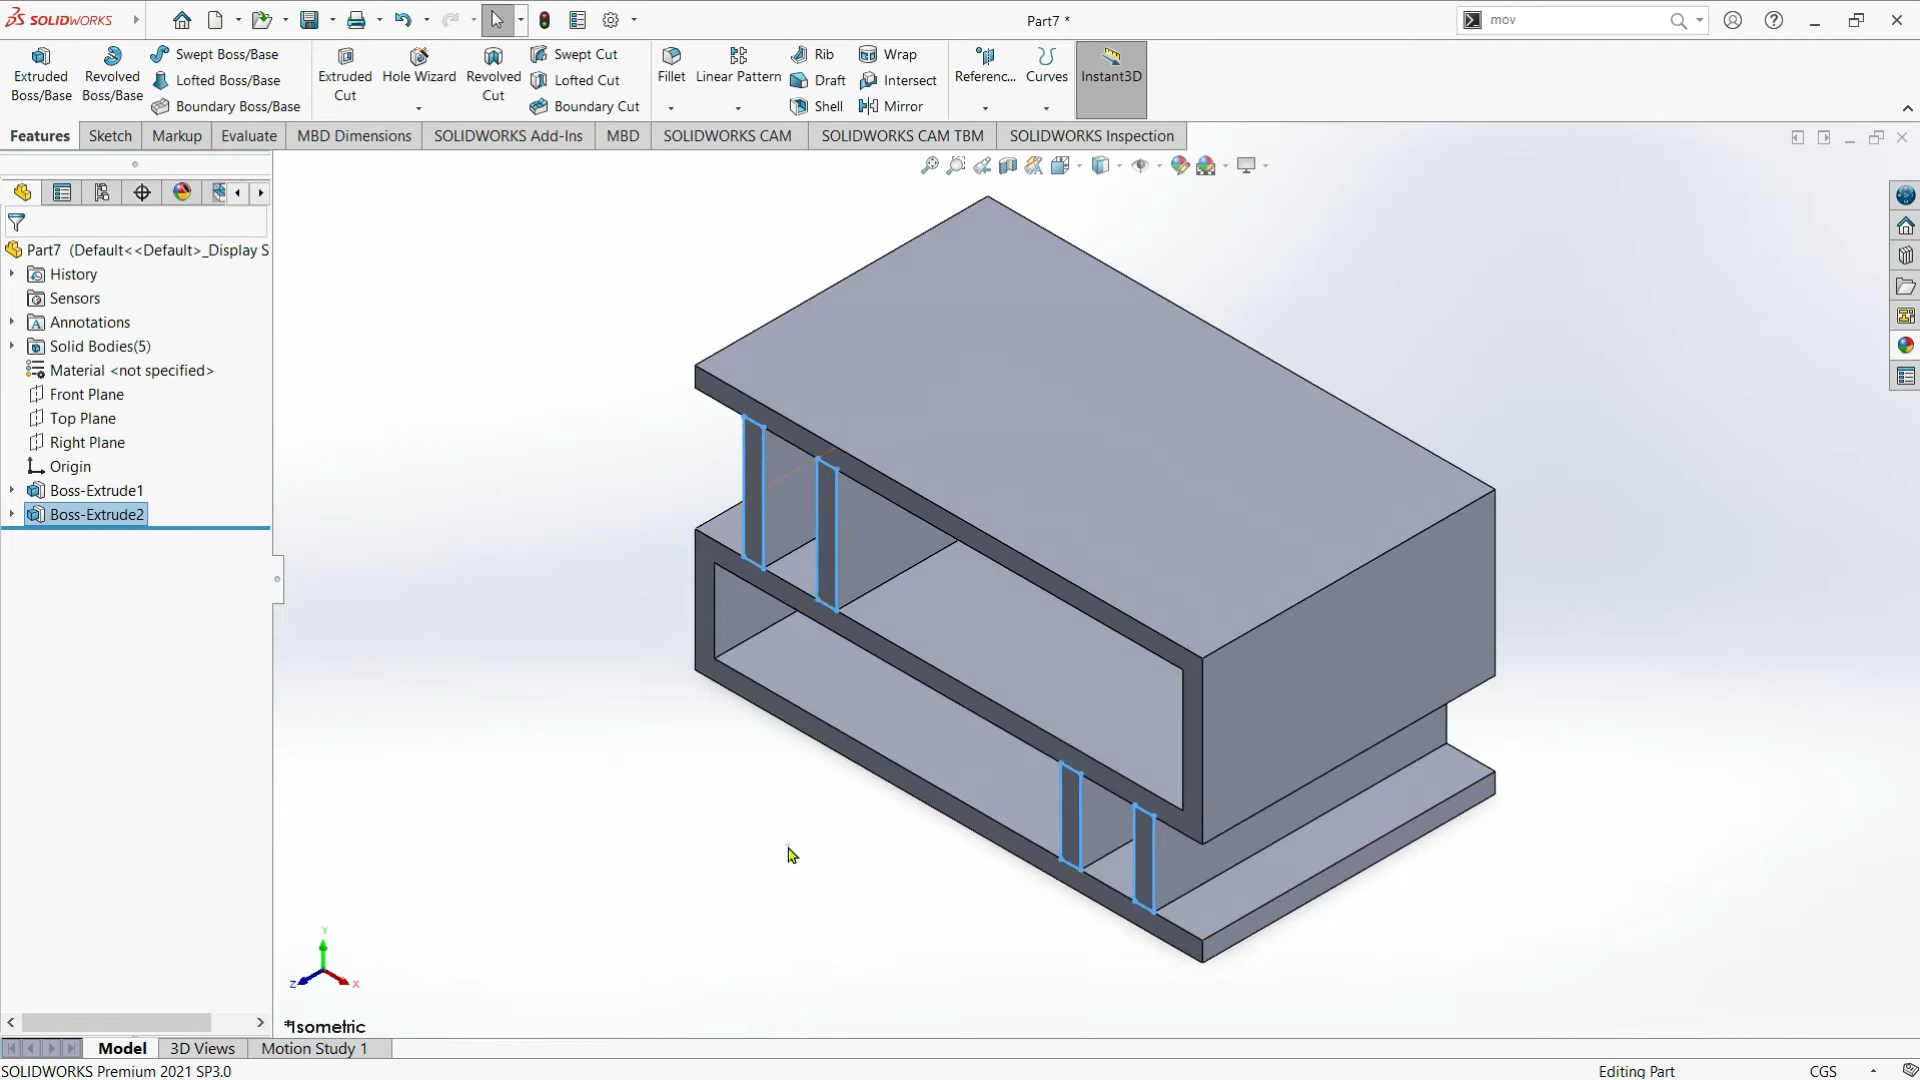 SOLIDWORKS
Part7 *
mov
Extruded Boss/Base
Revolved Boss/Base
Swept Boss/Base
Lofted Boss/Base
Boundary Boss/Base
Extruded Cut
Hole Wizard
Revolved Cut
Swept Cut
Lofted Cut
Boundary Cut
Fillet
Linear Pattern
Rib
Draft
Shell
Wrap
Intersect
Mirror
Referenc...
Curves
Instant3D
Features
Sketch
Markup
Evaluate
MBD Dimensions
SOLIDWORKS Add-Ins
MBD
SOLIDWORKS CAM
SOLIDWORKS CAM TBM
SOLIDWORKS Inspection
Part7 (Default<<Default>_Display S
History
Sensors
Annotations
Solid Bodies(5)
Material <not specified>
Front Plane
Top Plane
Right Plane
Origin
Boss-Extrude1
Boss-Extrude2
Y
Z
X
*Isometric
Model
3D Views
Motion Study 1
SOLIDWORKS Premium 2021 SP3.0
Editing Part
CGS